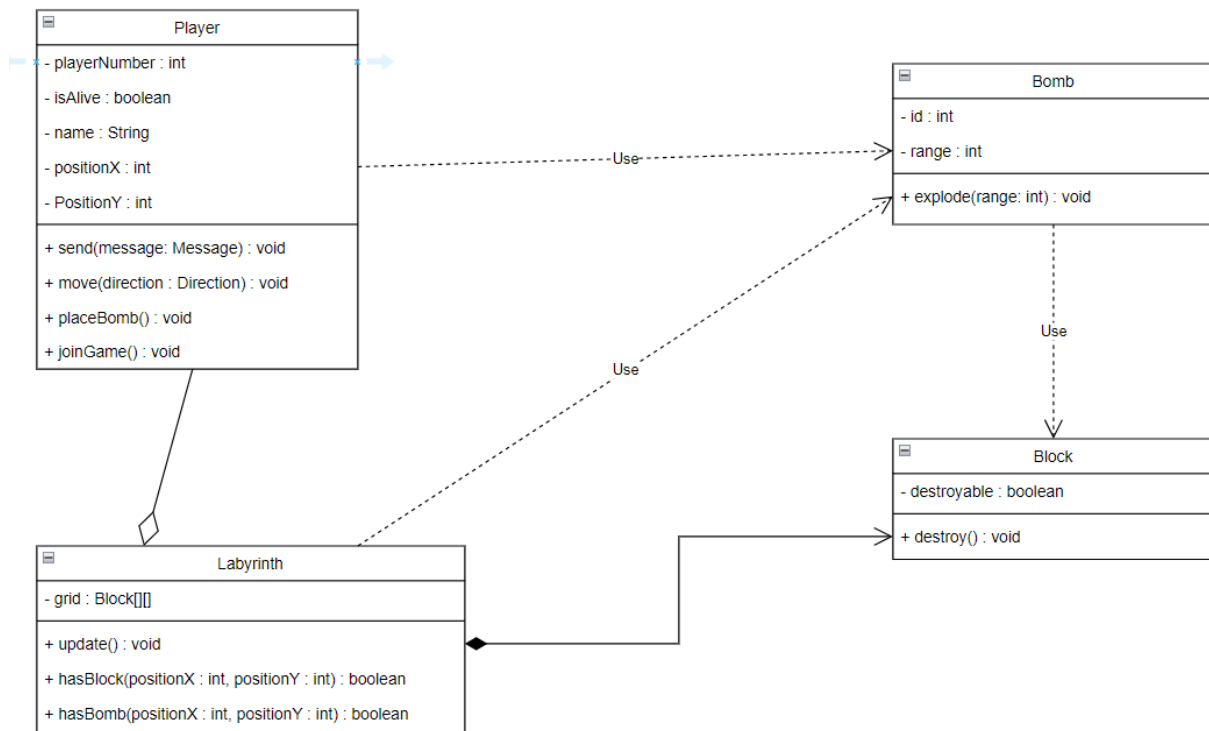 Player
- playerNumber : int
- isAlive : boolean
- name : String
- positionX : int
- PositionY : int
+ send(message: Message) : void
+ move(direction : Direction) : void
+ placeBomb() : void
+ joinGame() : void
Use
Bomb
- id : int
- range : int
+ explode(range: int) : void
Use
Use
Block
- destroyable : boolean
+ destroy() : void
Labyrinth
- grid : Block[][]
+ update() : void
+ hasBlock(positionX : int, positionY : int) : boolean
+ hasBomb(positionX : int, positionY : int) : boolean